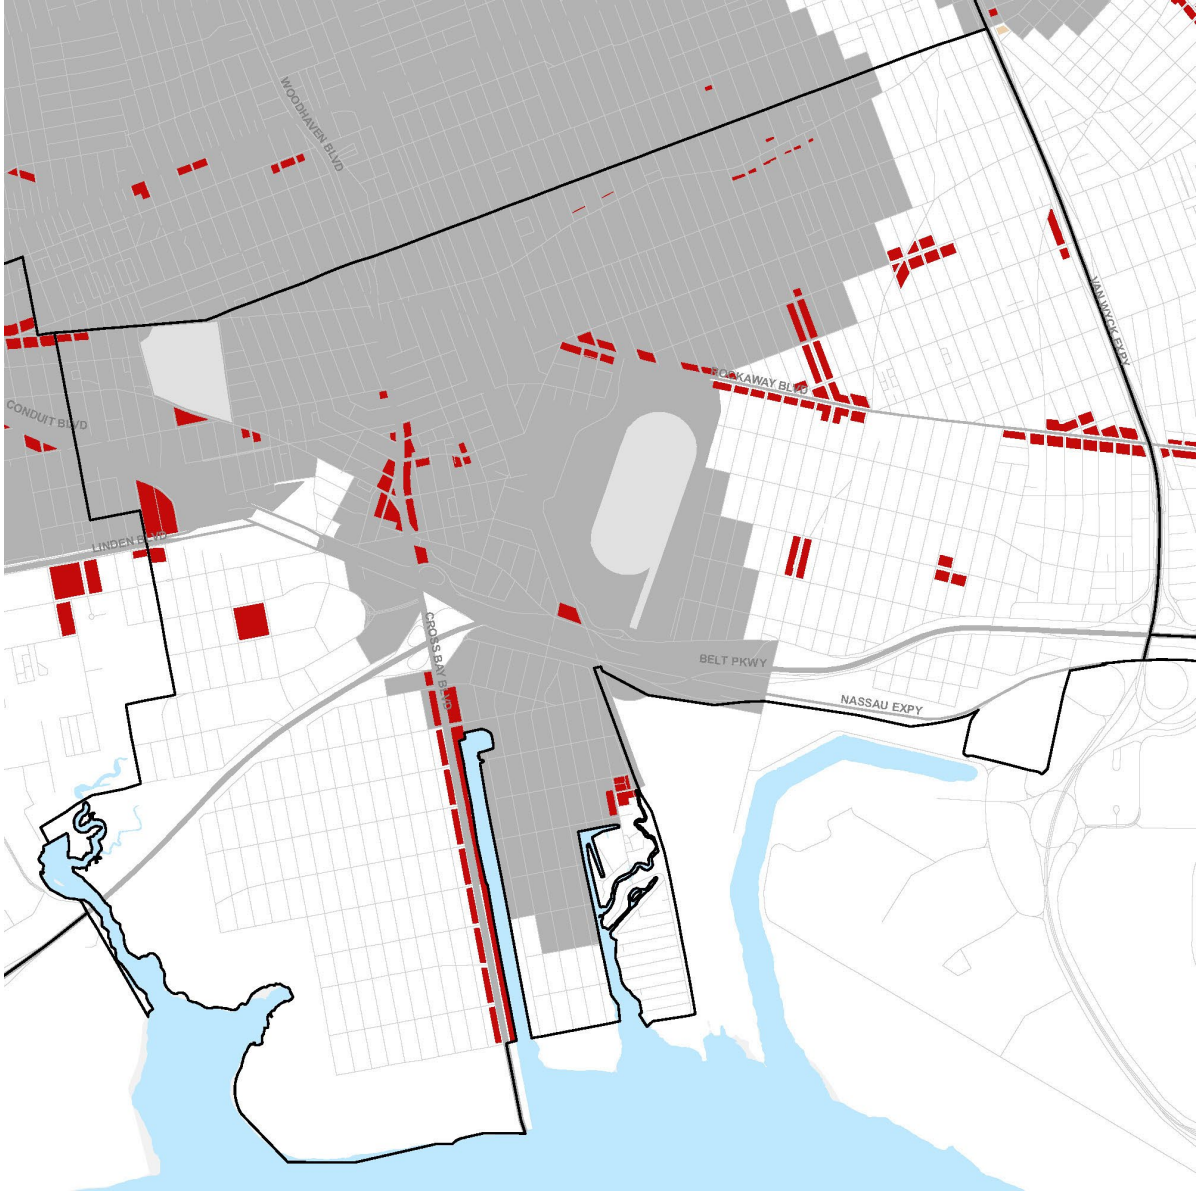 WOODHAVEN BLVD
VAN WYCK EXPY
ROCKAWAY BLVD
CONDUIT BLVD
LINDEN BLVD
CROSS BAY BLVD
BELT PKWY
NASSAU EXPY